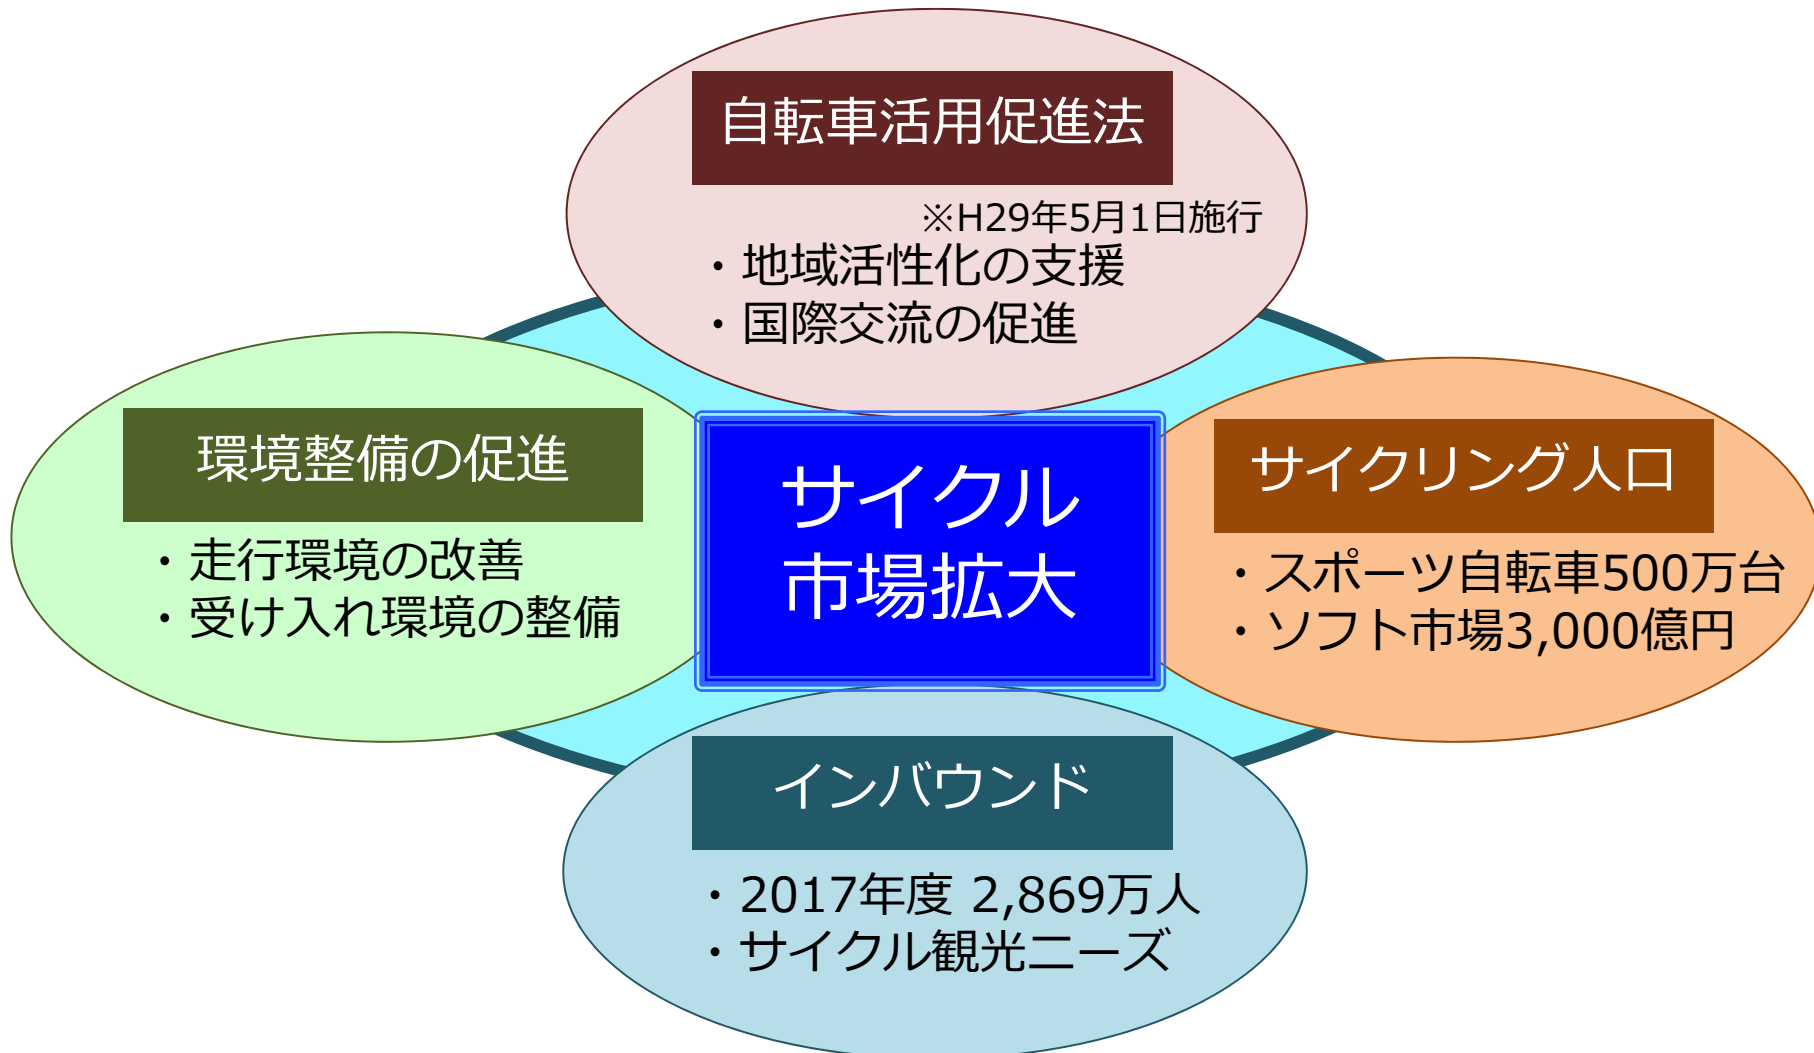 自転車活用促進法
※H29年5月1日施行
・地域活性化の支援
・国際交流の促進
環境整備の促進
・走行環境の改善
・受け入れ環境の整備
サイクル
市場拡大
サイクリング人口
・スポーツ自転車500万台
・ソフト市場3,000億円
インバウンド
・2017年度 2,869万人
・サイクル観光ニーズ